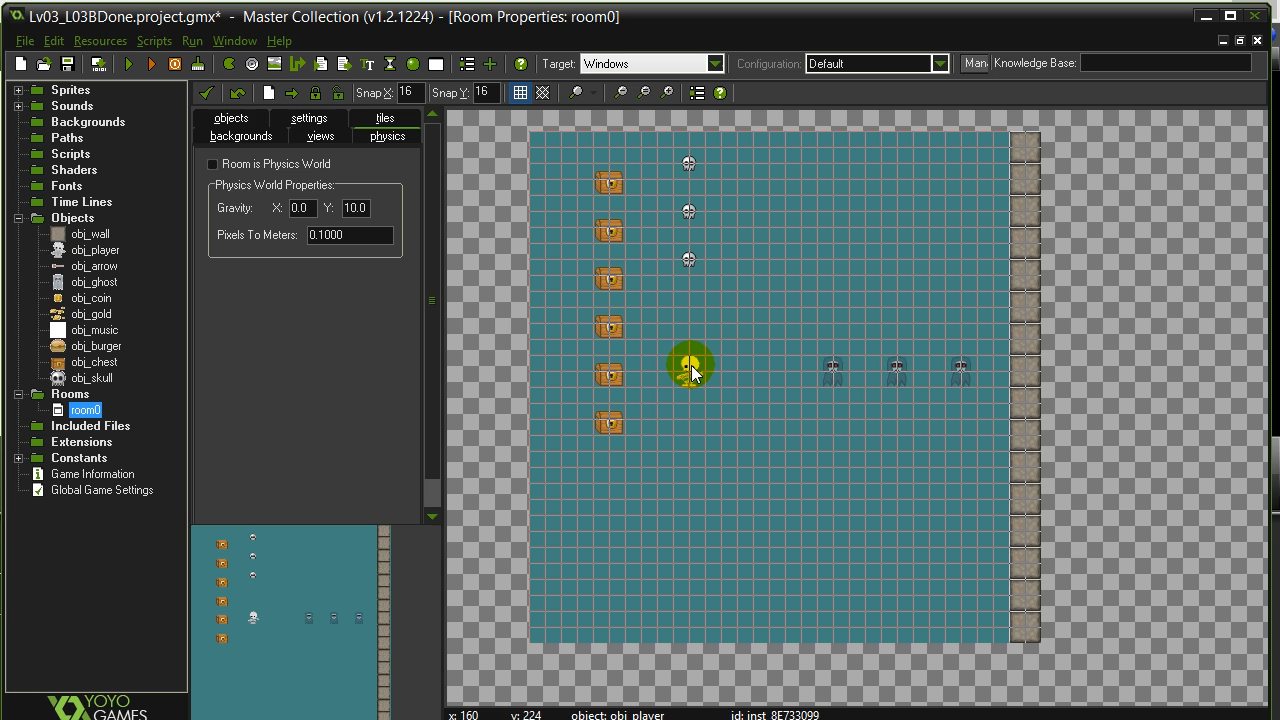 Lv03_L03BDone.project.gmx* - Master Collection (v1.2.1224) - [Room Properties: room0]
File Edit Resources Scripts Run Window Help
Target: Windows Configuration: Default Man Knowledge Base:
Snap X: 16 Snap Y: 16
Sprites
Sounds
Backgrounds
Paths
Scripts
Shaders
Fonts
Time Lines
Objects
obj_wall
obj_player
obj_arrow
obj_ghost
obj_coin
obj_gold
obj_music
obj_burger
obj_chest
obj_skull
Rooms
room0
Included Files
Extensions
Constants
Game Information
Global Game Settings
YOYO
GAMES
objects settings tiles
backgrounds views physics
Room is Physics World
Physics World Properties:
Gravity: X: 0.0 Y: 10.0
Pixels To Meters: 0.1000
x: 160 y: 224 object: obj_player id: inst_8E733099